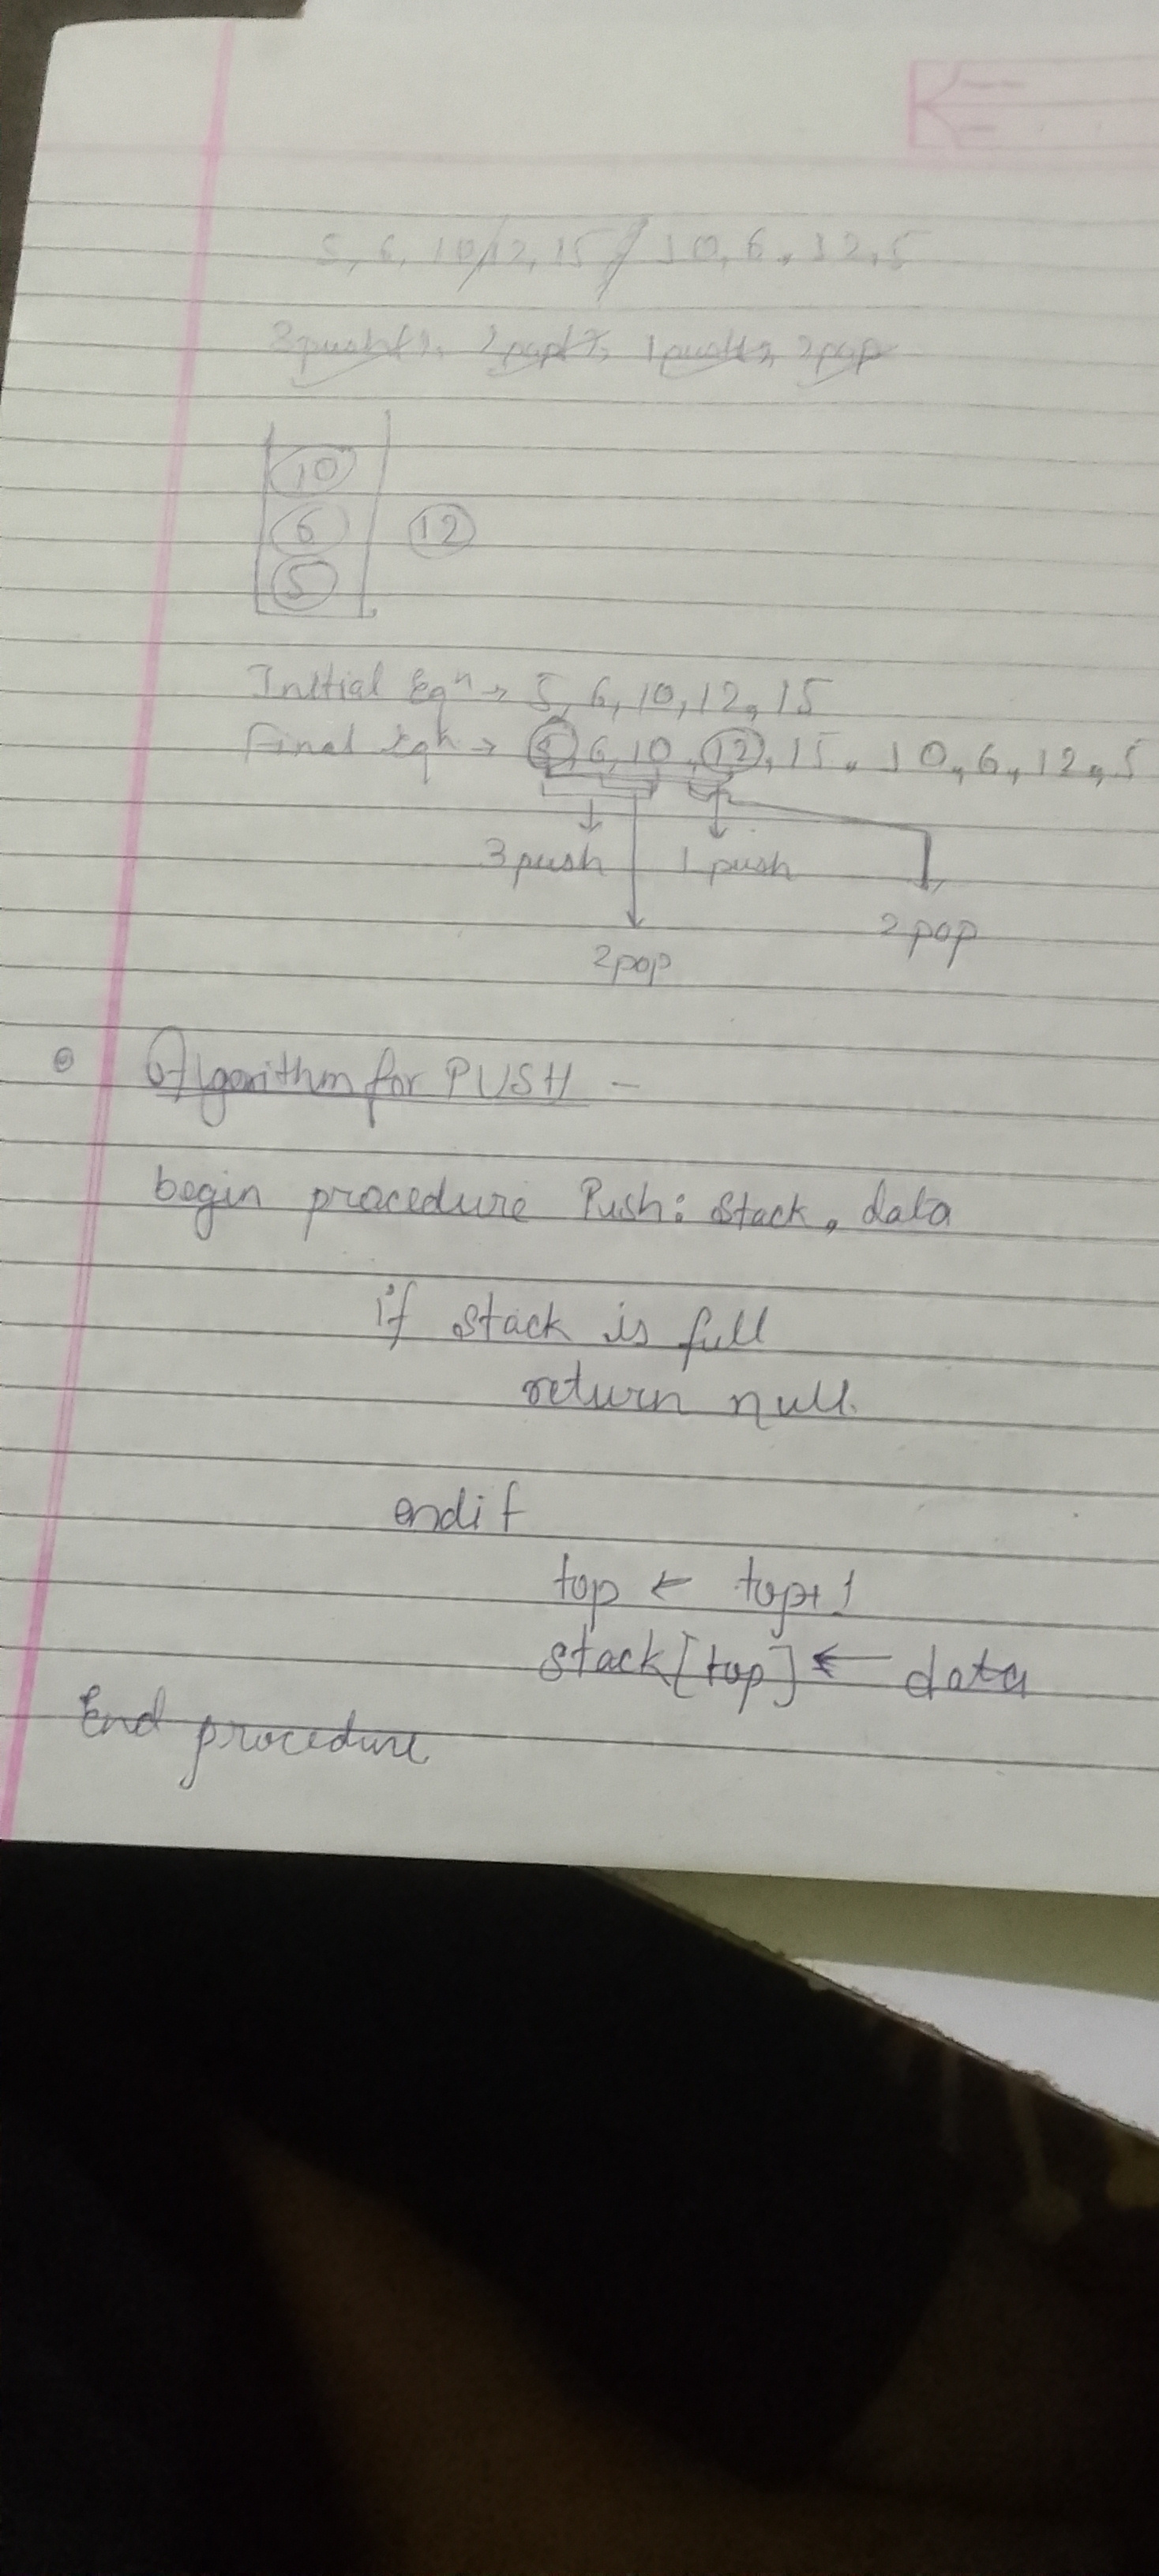 5, 6, 10/12, 15 / 10, 6, 12, 5
3push, 2pop, 1push, 2pop
10
6 12
5
Initial Eqn → 5, 6, 10, 12, 15
Final Eqn → 5, 6, 10, 12, 15, 10, 6, 12, 5
3 push 1 push
2 pop
2 pop
Algorithm for PUSH -
begin procedure Push: Stack, data
if stack is full
return null.
endif
top ← top+1
stack[top] ← data
End procedure